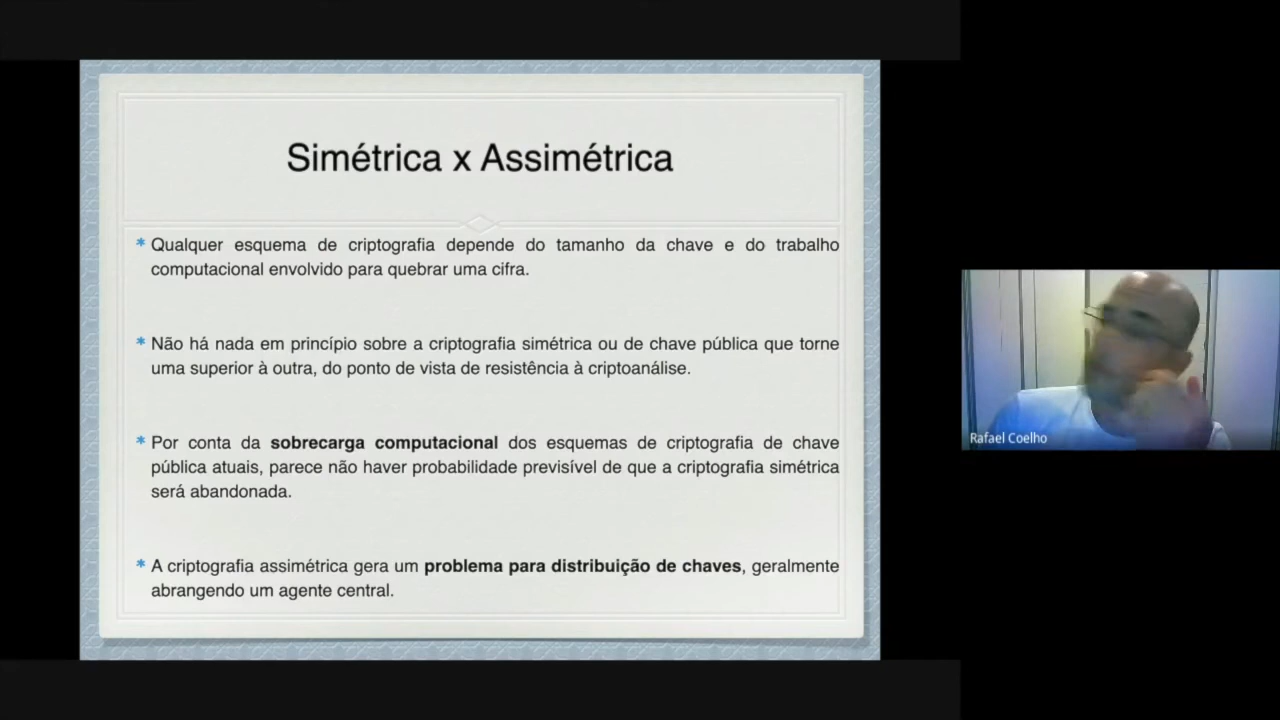 Simétrica x Assimétrica
* Qualquer esquema de criptografia depende do tamanho da chave e do trabalho
computacional envolvido para quebrar uma cifra.
* Não há nada em princípio sobre a criptografia simétrica ou de chave pública que torne
uma superior à outra, do ponto de vista de resistência à criptoanálise.
* Por conta da sobrecarga computacional dos esquemas de criptografia de chave
pública atuais, parece não haver probabilidade previsível de que a criptografia simétrica
será abandonada.
* A criptografia assimétrica gera um problema para distribuição de chaves, geralmente
abrangendo um agente central.
Rafael Coelho